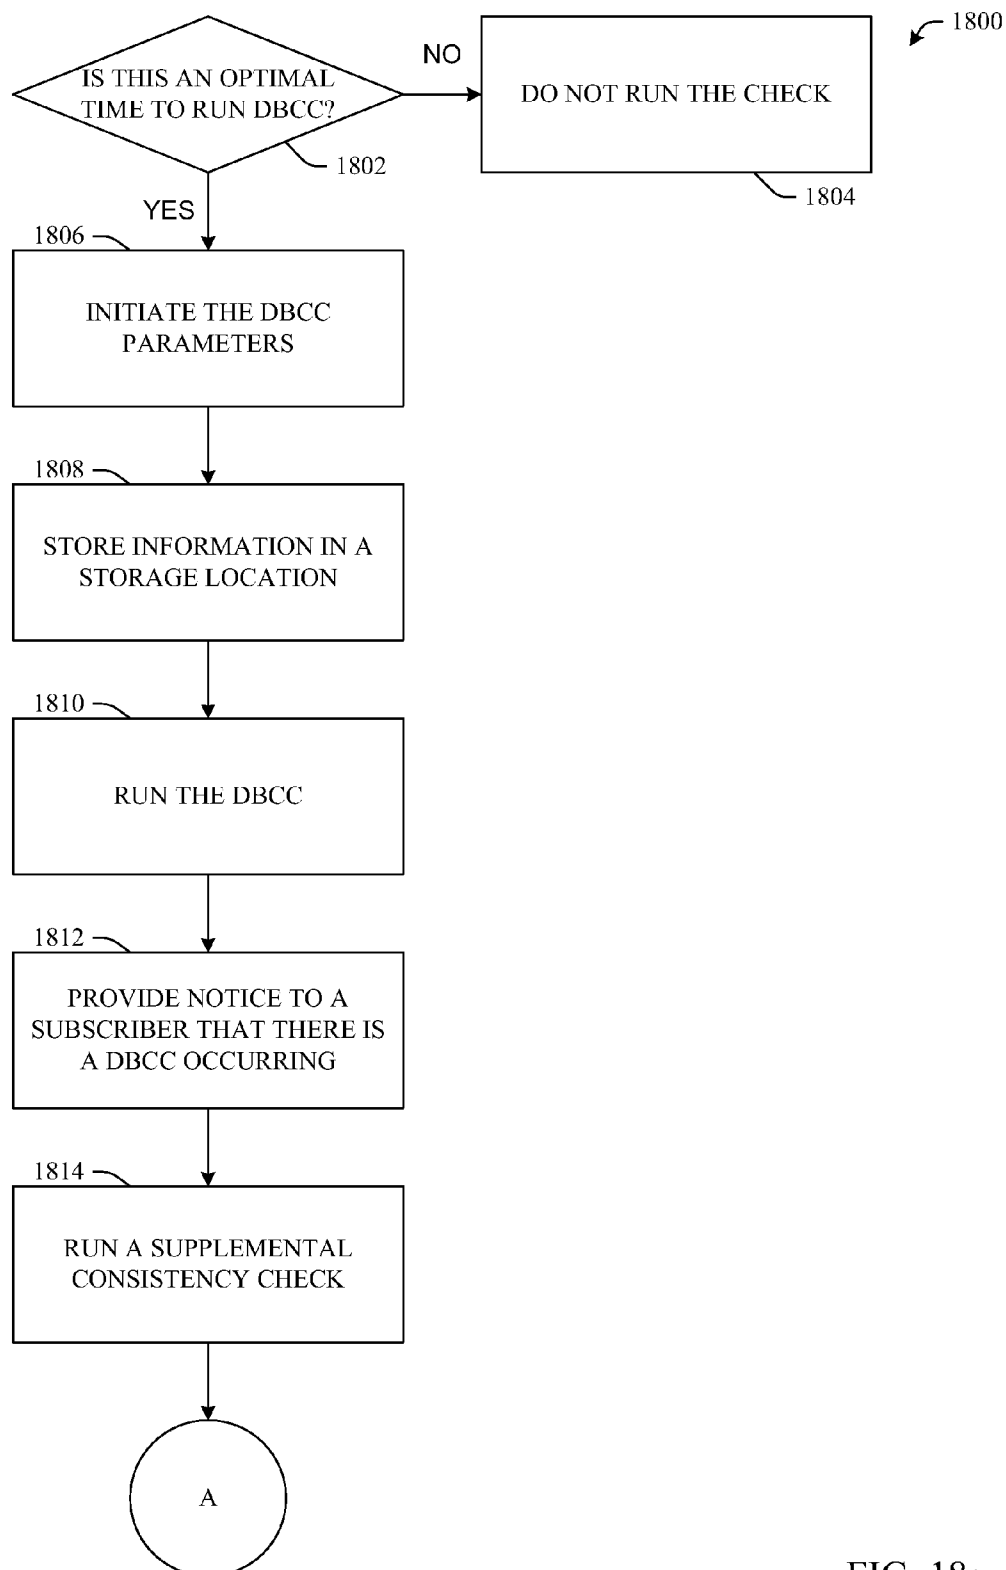 1800
IS THIS AN OPTIMAL
TIME TO RUN DBCC?
1802
NO
DO NOT RUN THE CHECK
1804
YES
1806
INITIATE THE DBCC
PARAMETERS
1808
STORE INFORMATION IN A
STORAGE LOCATION
1810
RUN THE DBCC
1812
PROVIDE NOTICE TO A
SUBSCRIBER THAT THERE IS
A DBCC OCCURRING
1814
RUN A SUPPLEMENTAL
CONSISTENCY CHECK
A
FIG. 18